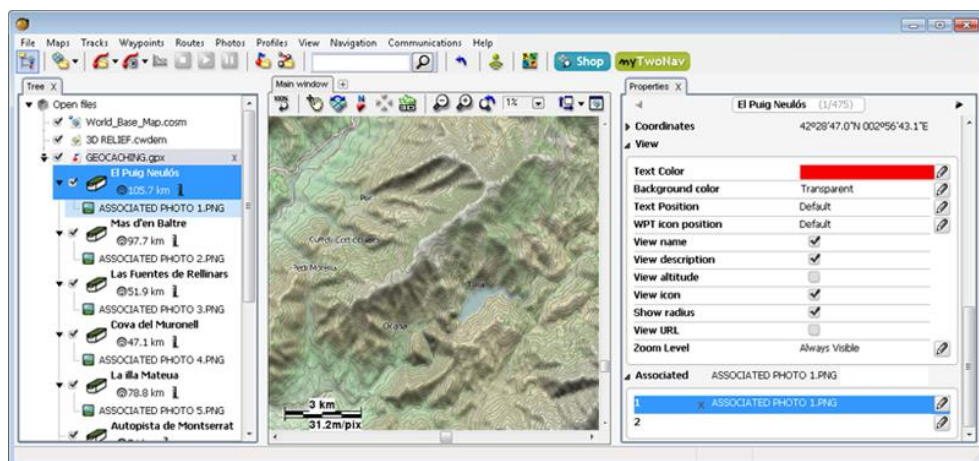 File Maps Tracks Waypoints Routes Photos Profiles View Navigation Communications Help
Shop
myTwoNav
Tree X
Open files
World_Base_Map.cosm
3D RELIEF.cwdem
GEOCACHING.gpx X
El Puig Neulós
105.7 km
ASSOCIATED PHOTO 1.PNG
Mas d'en Baltre
97.7 km
ASSOCIATED PHOTO 2.PNG
Las Fuentes de Rellinars
51.9 km
ASSOCIATED PHOTO 3.PNG
Cova del Muronell
47.1 km
ASSOCIATED PHOTO 4.PNG
La illa Mateua
78.8 km
ASSOCIATED PHOTO 5.PNG
Autopista de Montserrat
Main window
100%
1%
3 km
31.2m/pix
Properties X
El Puig Neulós (1/475)
Coordinates 42º28'47.0"N 002º56'43.1"E
View
Text Color
Background color Transparent
Text Position Default
WPT icon position Default
View name
View description
View altitude
View icon
Show radius
View URL
Zoom Level Always Visible
Associated ASSOCIATED PHOTO 1.PNG
1 x ASSOCIATED PHOTO 1.PNG
2